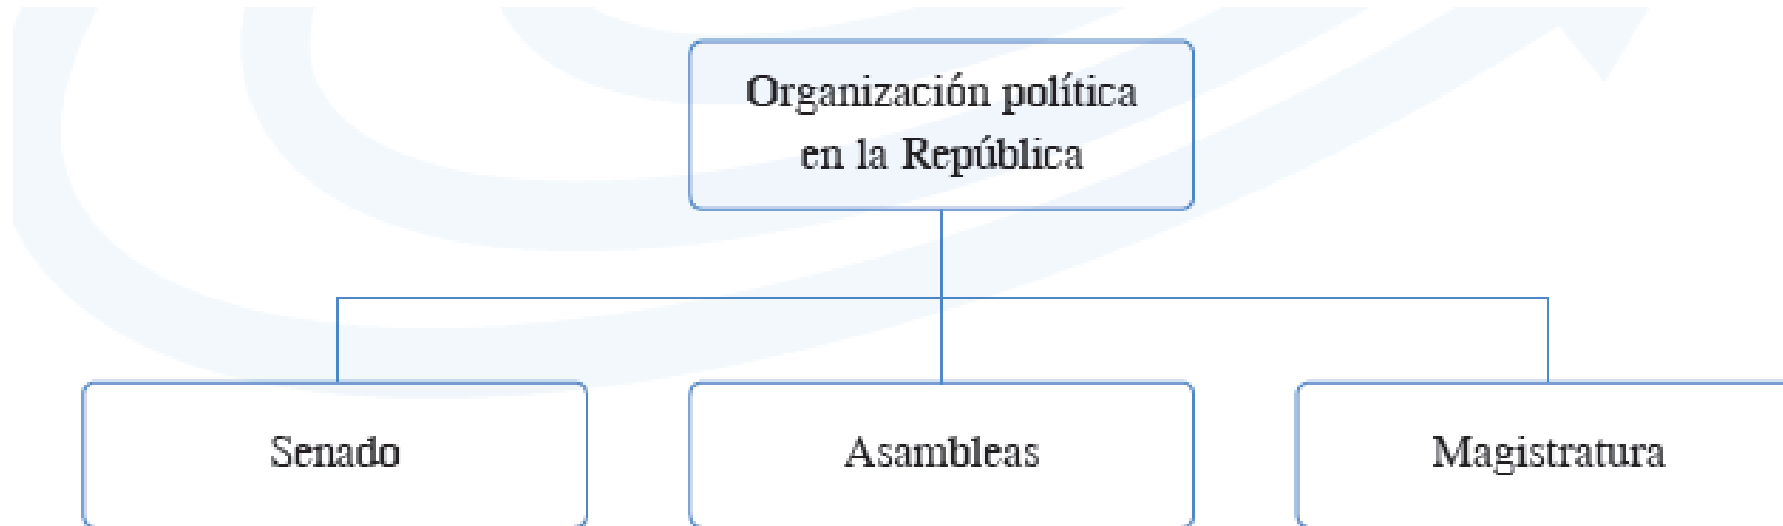 Organización política
en la República
Senado
Asambleas
Magistratura